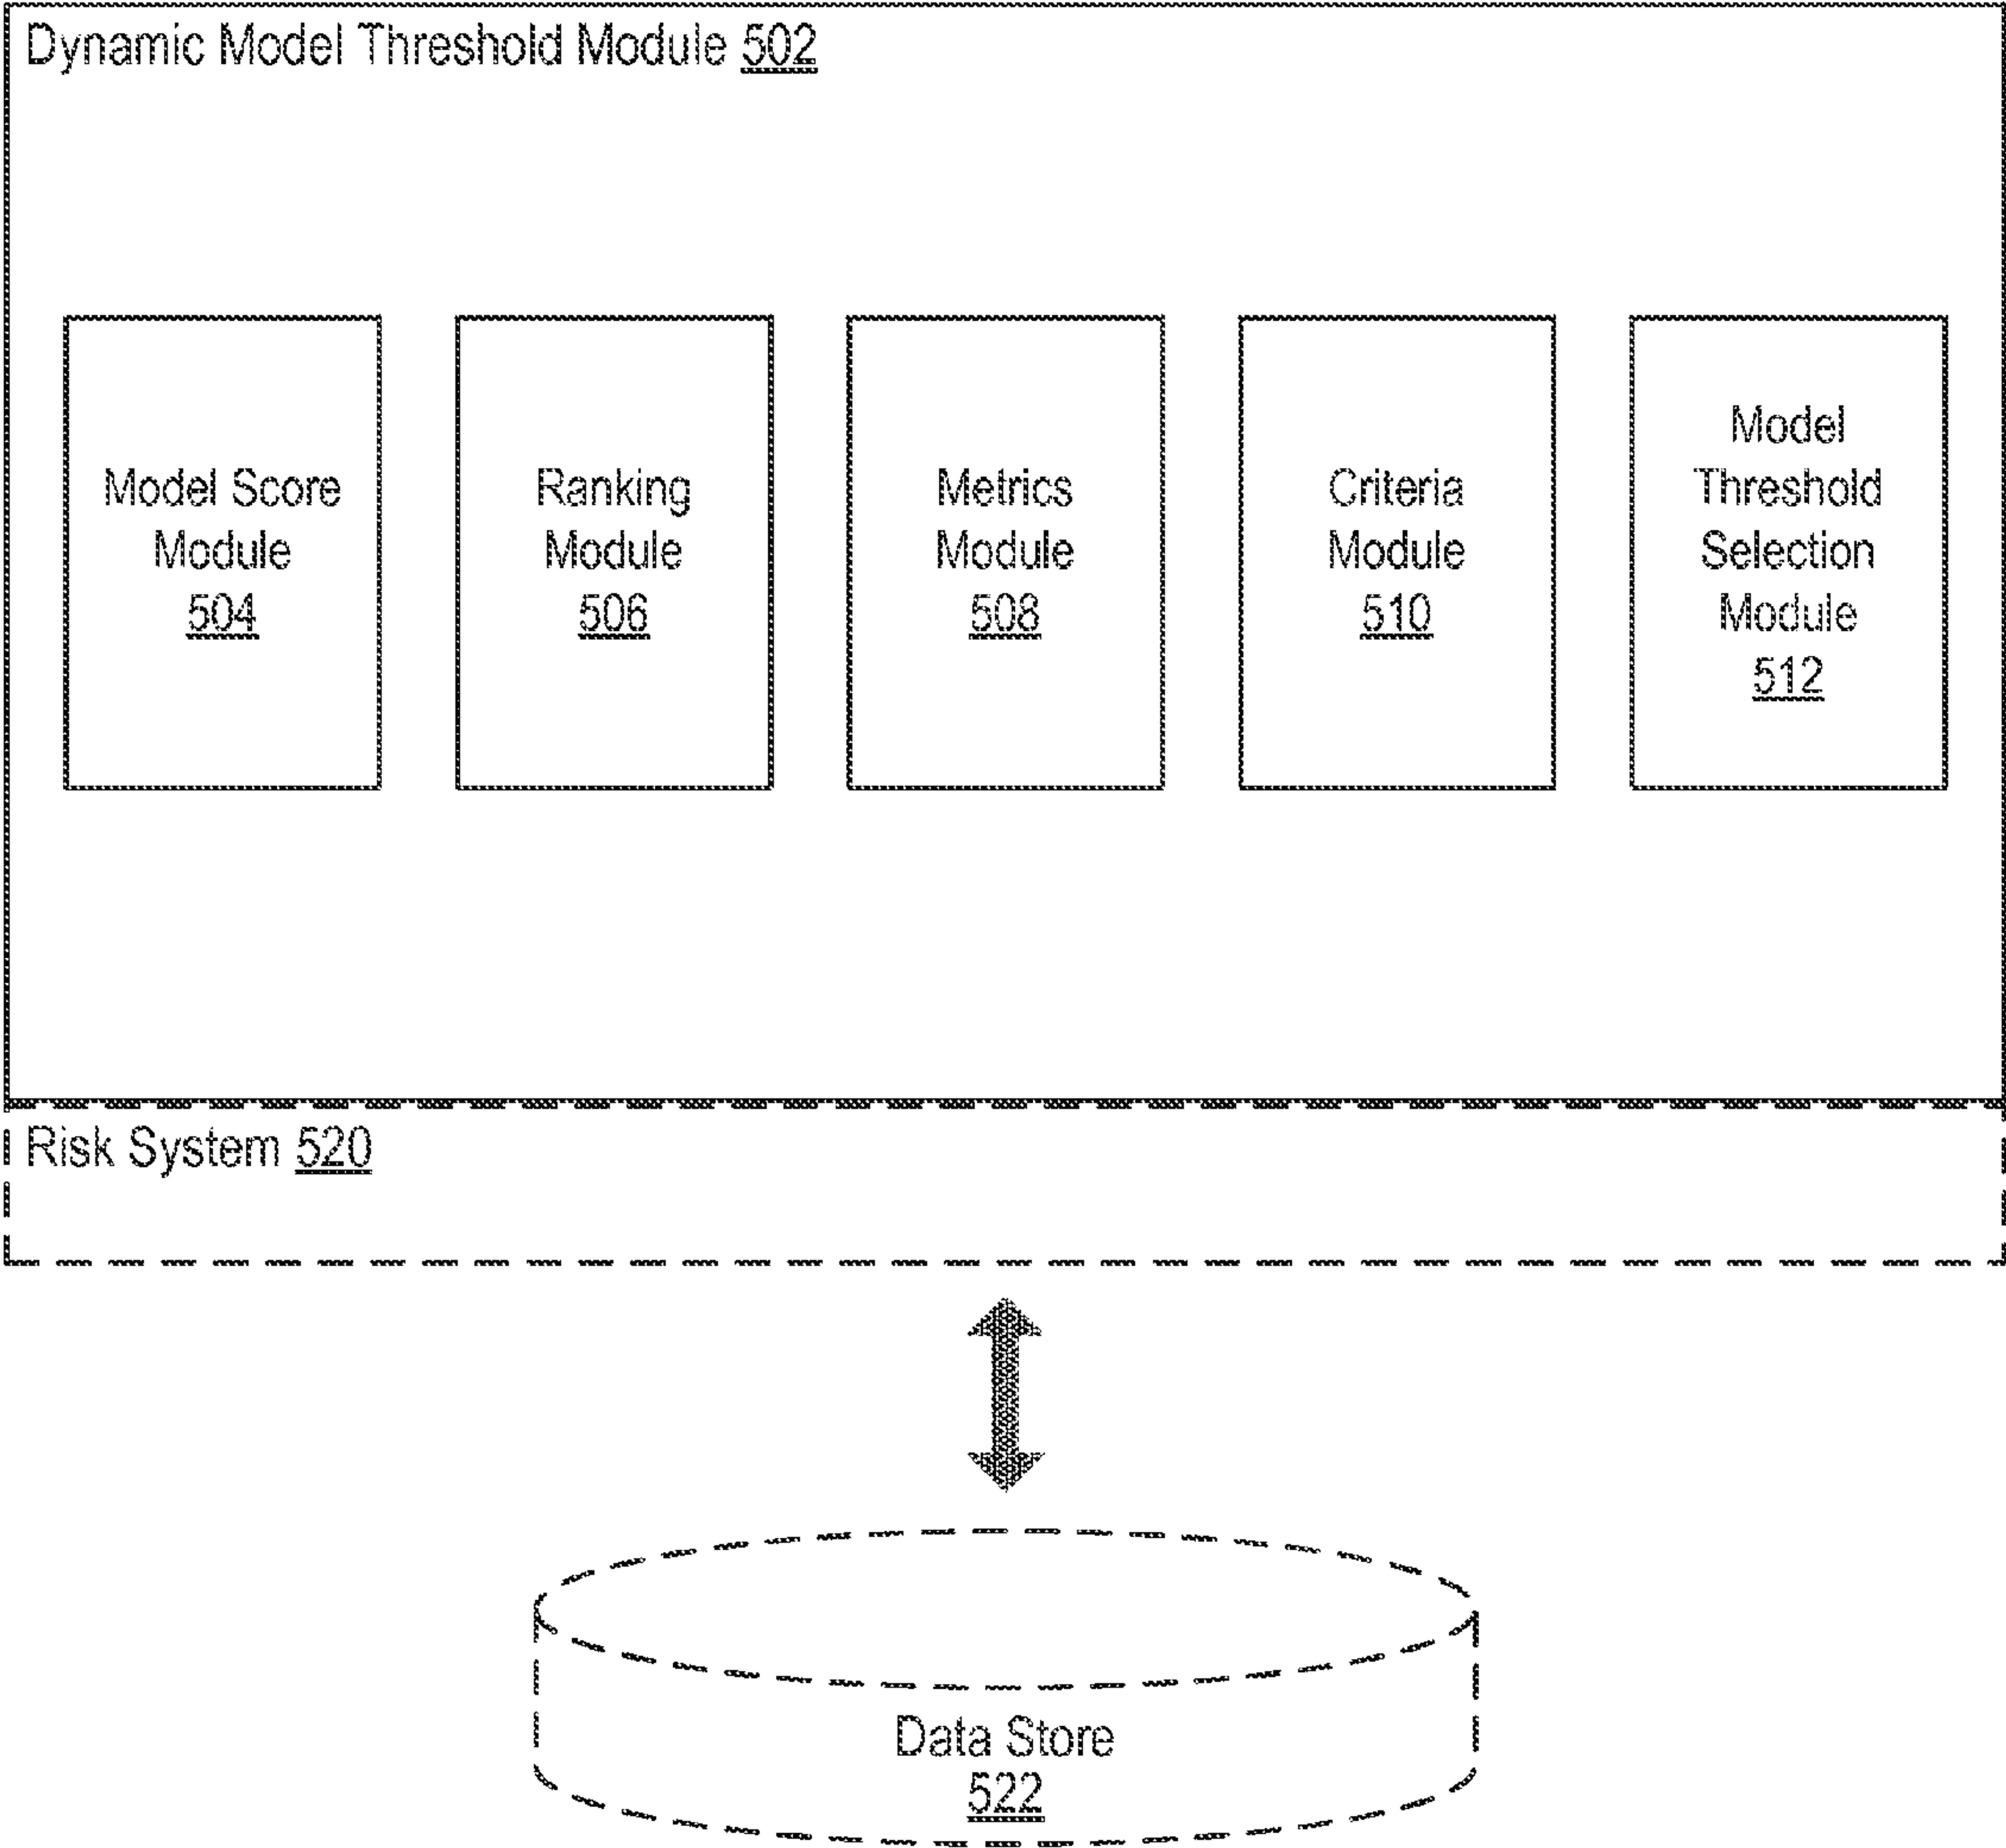 Dynamic Model Threshold Module 502
Model Score
Module
504
Ranking
Module
506
Metrics
Module
508
Criteria
Module
510
Model
Threshold
Selection
Module
512
Risk System 520
Data Store
522